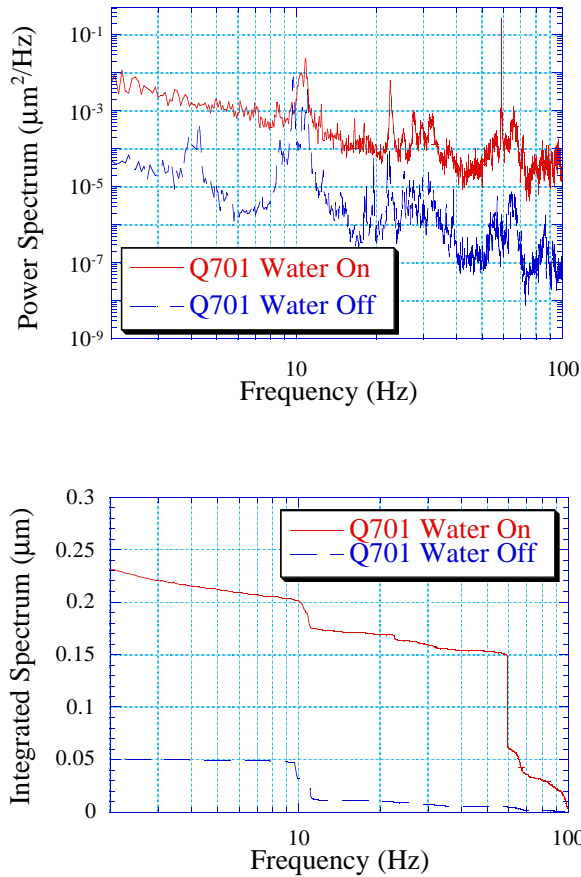 10-1
10-3
10-5
10-7
10-9
Power Spectrum (μm2/Hz)
Q701 Water On
Q701 Water Off
10
100
Frequency (Hz)
0.3
0.25
0.2
0.15
0.1
0.05
0
Integrated Spectrum (μm)
Q701 Water On
Q701 Water Off
10
100
Frequency (Hz)